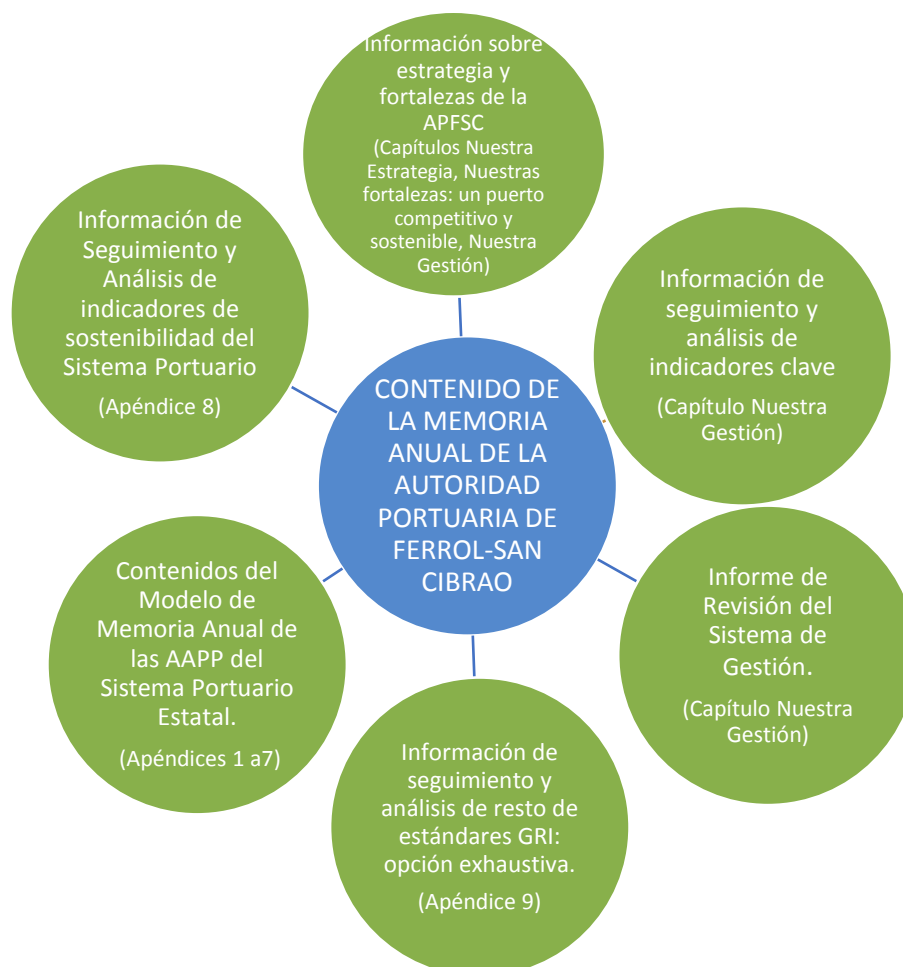 Información sobre
estrategia y
fortalezas de la
APFSC
(Capítulos Nuestra
Estrategia, Nuestras
fortalezas: un puerto
competitivo y
sostenible, Nuestra
Gestión)
Información de
seguimiento y
análisis de
indicadores clave
(Capítulo Nuestra
Gestión)
Informe de
Revisión del
Sistema de
Gestión.
(Capítulo Nuestra
Gestión)
Información de
seguimiento y
análisis de resto de
estándares GRI:
opción exhaustiva.
(Apéndice 9)
Contenidos del
Modelo de
Memoria Anual de
las AAPP del
Sistema Portuario
Estatal.
(Apéndices 1 a7)
Información de
Seguimiento y
Análisis de
indicadores de
sostenibilidad del
Sistema Portuario
(Apéndice 8)
CONTENIDO DE
LA MEMORIA
ANUAL DE LA
AUTORIDAD
PORTUARIA DE
FERROL-SAN
CIBRAO